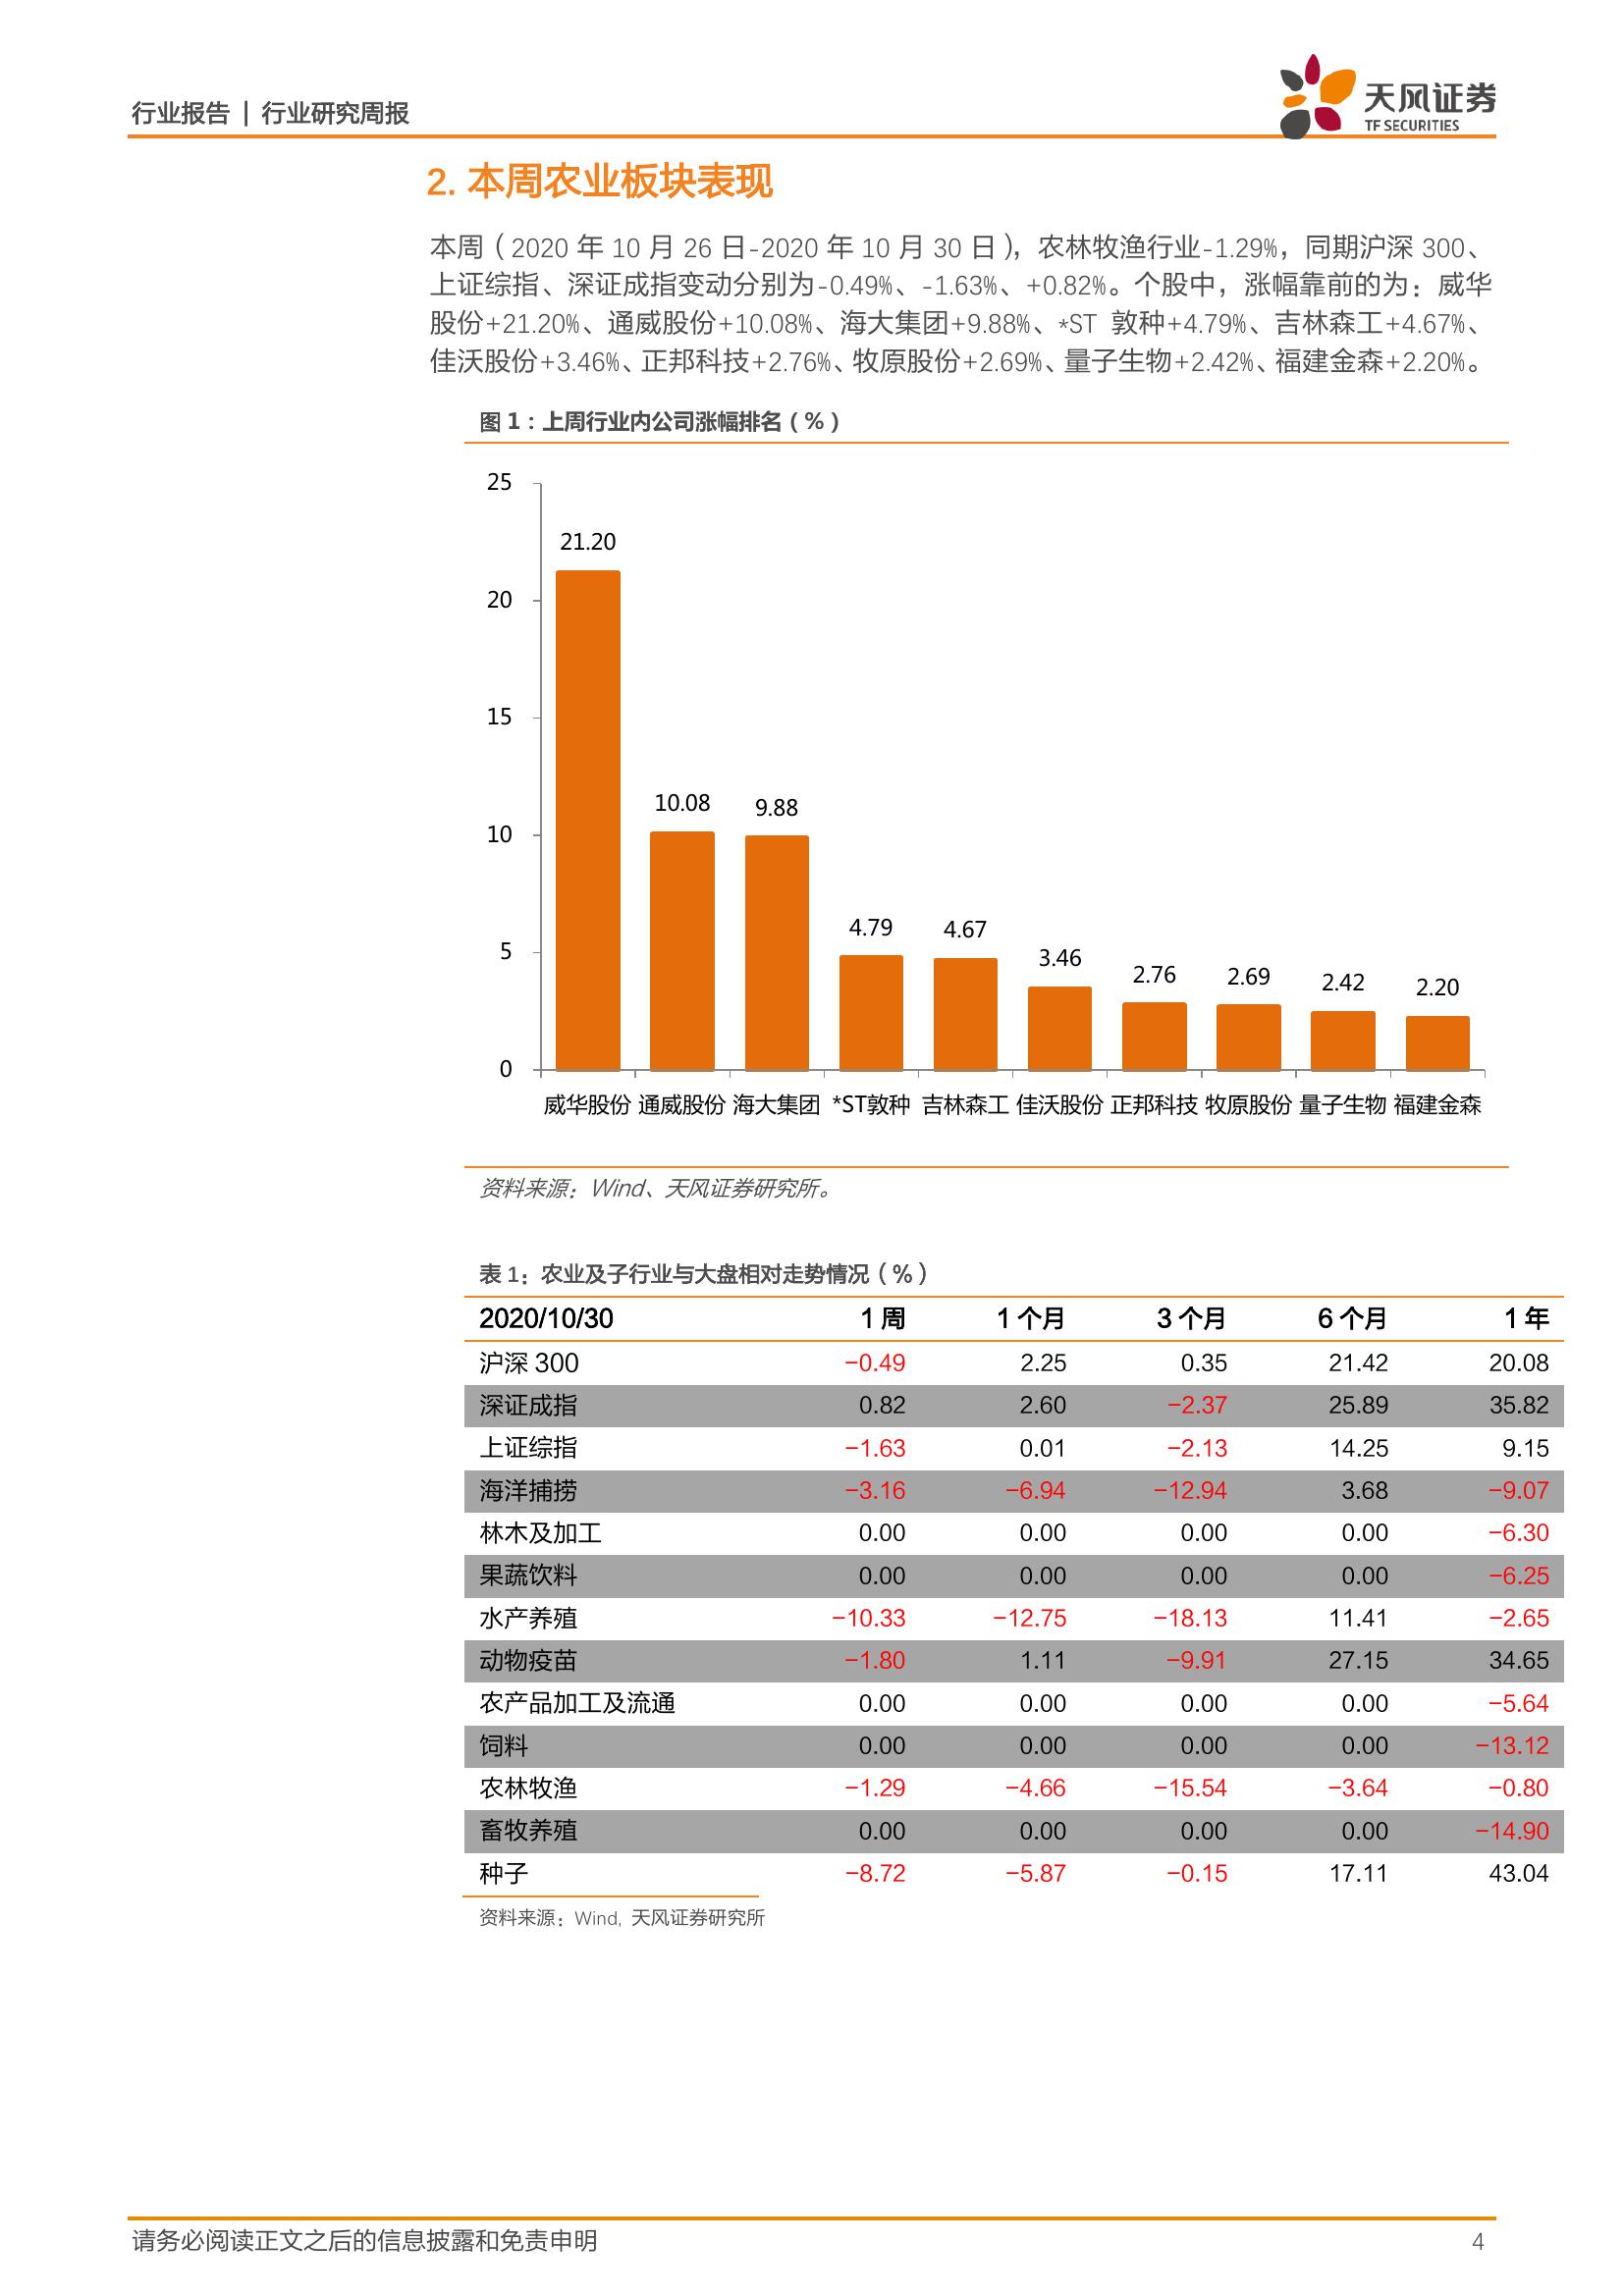 行业报告 | 行业研究周报
天风证券
TF SECURITIES
2. 本周农业板块表现
本周（2020 年 10 月 26 日-2020 年 10 月 30 日），农林牧渔行业-1.29%，同期沪深 300、
上证综指、深证成指变动分别为-0.49%、-1.63%、+0.82%。个股中，涨幅靠前的为：威华
股份+21.20%、通威股份+10.08%、海大集团+9.88%、*ST 敦种+4.79%、吉林森工+4.67%、
佳沃股份+3.46%、正邦科技+2.76%、牧原股份+2.69%、量子生物+2.42%、福建金森+2.20%。
图 1：上周行业内公司涨幅排名（%）
25
20
15
10
5
0
21.20
10.08
9.88
4.79
4.67
3.46
2.76
2.69
2.42
2.20
威华股份 通威股份 海大集团 *ST敦种 吉林森工 佳沃股份 正邦科技 牧原股份 量子生物 福建金森
资料来源：Wind、天风证券研究所。
表 1：农业及子行业与大盘相对走势情况（%）
2020/10/30 1 周 1 个月 3 个月 6 个月 1 年
沪深 300 −0.49 2.25 0.35 21.42 20.08
深证成指 0.82 2.60 −2.37 25.89 35.82
上证综指 −1.63 0.01 −2.13 14.25 9.15
海洋捕捞 −3.16 −6.94 −12.94 3.68 −9.07
林木及加工 0.00 0.00 0.00 0.00 −6.30
果蔬饮料 0.00 0.00 0.00 0.00 −6.25
水产养殖 −10.33 −12.75 −18.13 11.41 −2.65
动物疫苗 −1.80 1.11 −9.91 27.15 34.65
农产品加工及流通 0.00 0.00 0.00 0.00 −5.64
饲料 0.00 0.00 0.00 0.00 −13.12
农林牧渔 −1.29 −4.66 −15.54 −3.64 −0.80
畜牧养殖 0.00 0.00 0.00 0.00 −14.90
种子 −8.72 −5.87 −0.15 17.11 43.04
资料来源：Wind, 天风证券研究所
请务必阅读正文之后的信息披露和免责申明 4